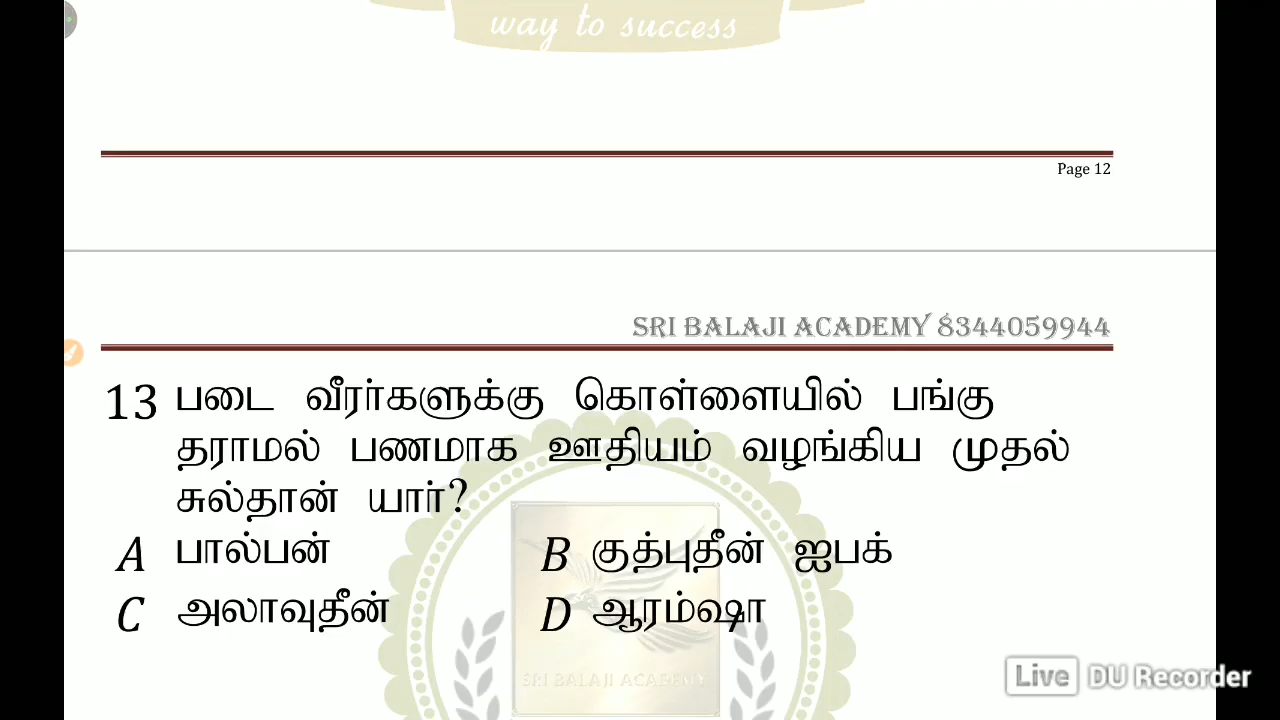 way to success
Page 12
SRI BALAJI ACADEMY 8344059944
13 படை வீரர்களுக்கு கொள்ளையில் பங்கு
தராமல் பணமாக ஊதியம் வழங்கிய முதல்
சுல்தான் யார்?
A பால்பன் B குத்புதீன் ஐபக்
C அலாவுதீன் D ஆரம்ஷா
SRI BALAJI ACADEMY
Live DU Recorder